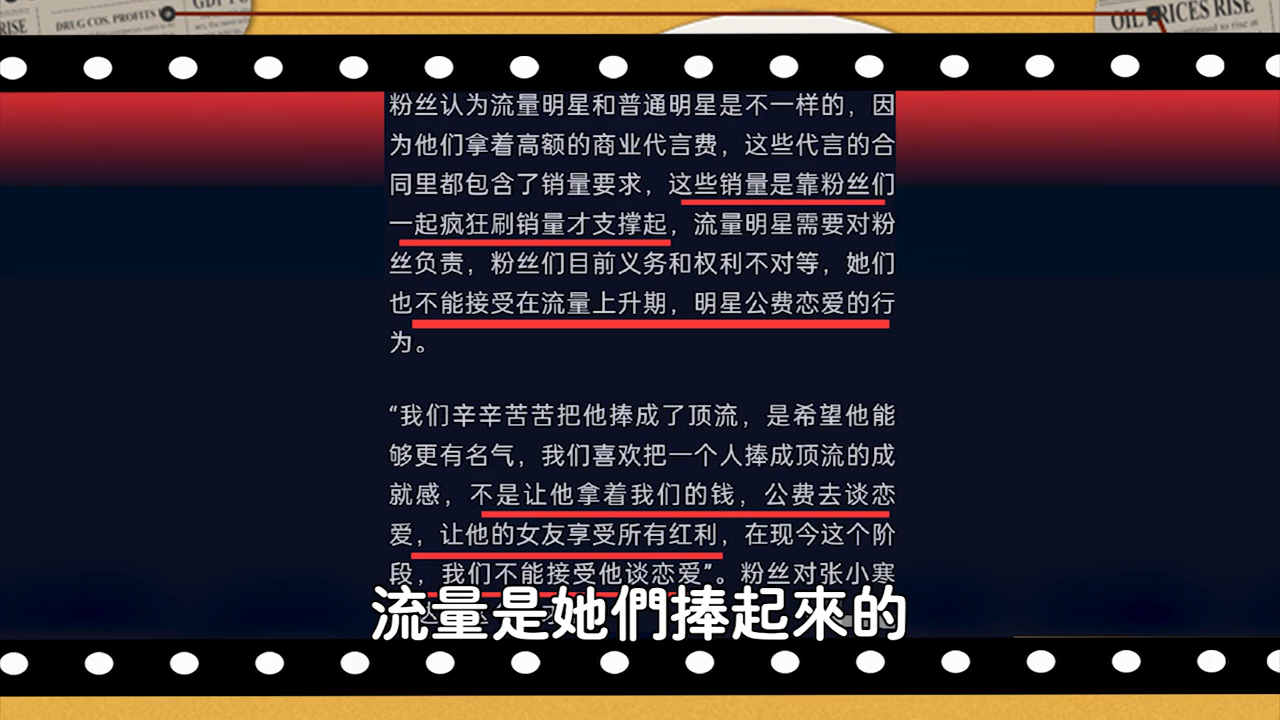 RISE
DRUG COS. PROFITS
OIL PRICES RISE
粉丝认为流量明星和普通明星是不一样的，因
为他们拿着高额的商业代言费，这些代言的合
同里都包含了销量要求，这些销量是靠粉丝们
一起疯狂刷销量才支撑起，流量明星需要对粉
丝负责，粉丝们目前义务和权利不对等，她们
也不能接受在流量上升期，明星公费恋爱的行
为。
“我们辛辛苦苦把他捧成了顶流，是希望他能
够更有名气，我们喜欢把一个人捧成顶流的成
就感，不是让他拿着我们的钱，公费去谈恋
爱，让他的女友享受所有红利，在现今这个阶
段，我们不能接受他谈恋爱”。粉丝对张小寒
流量是她們捧起來的